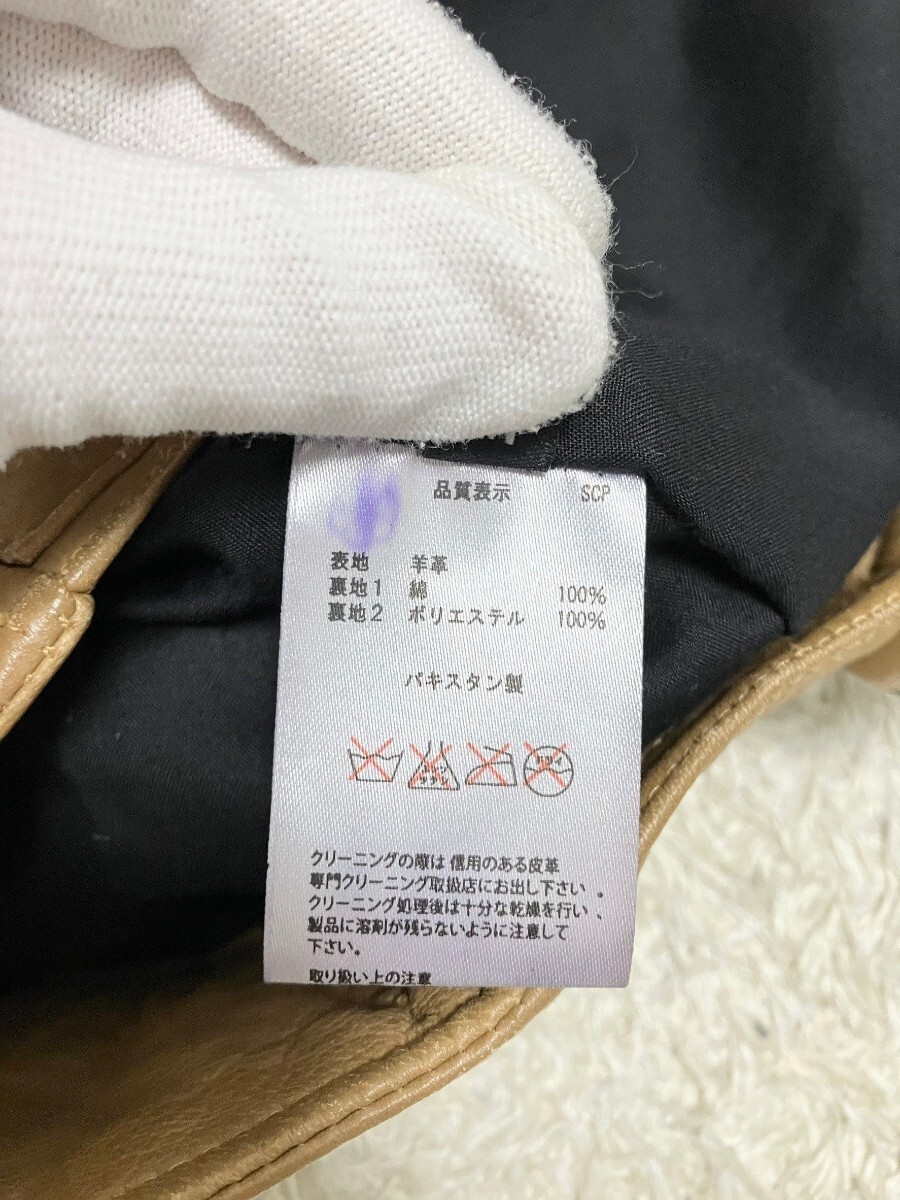 品質表示 SCP
表地 羊革
裏地1 綿 100%
裏地2 ポリエステル 100%
パキスタン製
クリーニングの際は 信用のある皮革
専門クリーニング取扱店にお出し下さい 。
クリーニング処理後は十分な乾燥を行い 、
製品に溶剤が残らないように注意して
下さい。
取り扱い上の注意